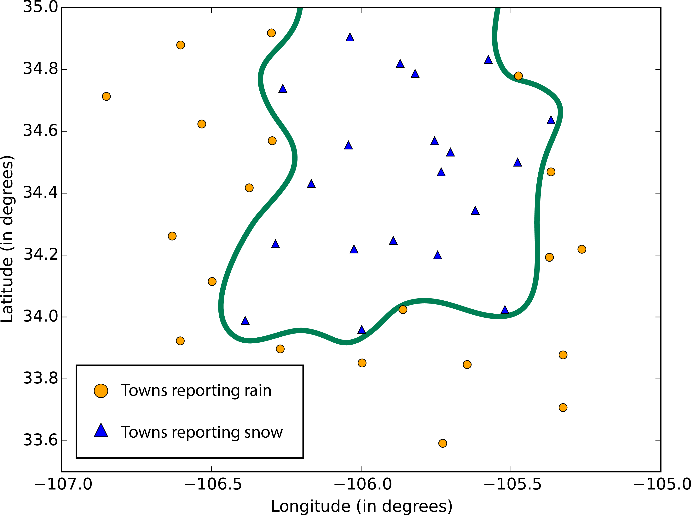 35.0
34.8
34.6
34.4
34.2
34.0
33.8
33.6
Latitude (in degrees)
Towns reporting rain
Towns reporting snow
−107.0 −106.5 −106.0 −105.5 −105.0
Longitude (in degrees)